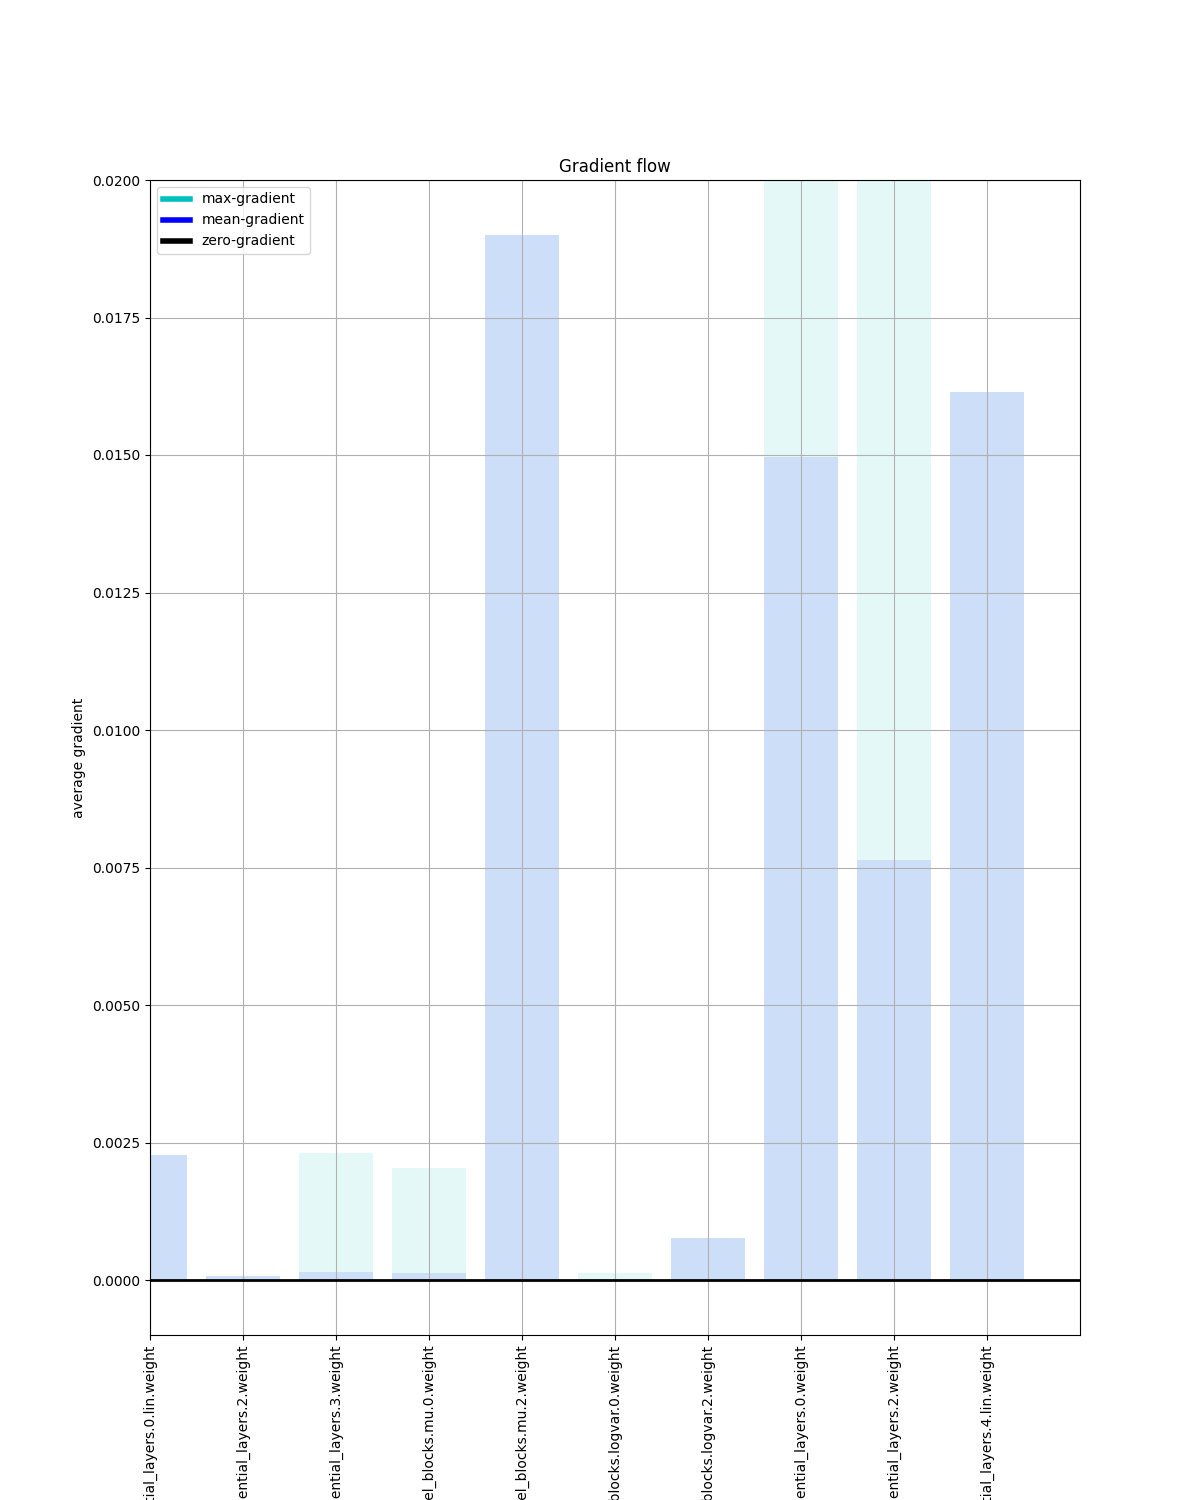 Gradient flow
max-gradient
mean-gradient
zero-gradient
0.0200
0.0175
0.0150
0.0125
0.0100
0.0075
0.0050
0.0025
0.0000
average gradient
tial_layers.0.lin.weight
ential_layers.2.weight
ential_layers.3.weight
el_blocks.mu.0.weight
el_blocks.mu.2.weight
blocks.logvar.0.weight
blocks.logvar.2.weight
ential_layers.0.weight
ential_layers.2.weight
tial_layers.4.lin.weight